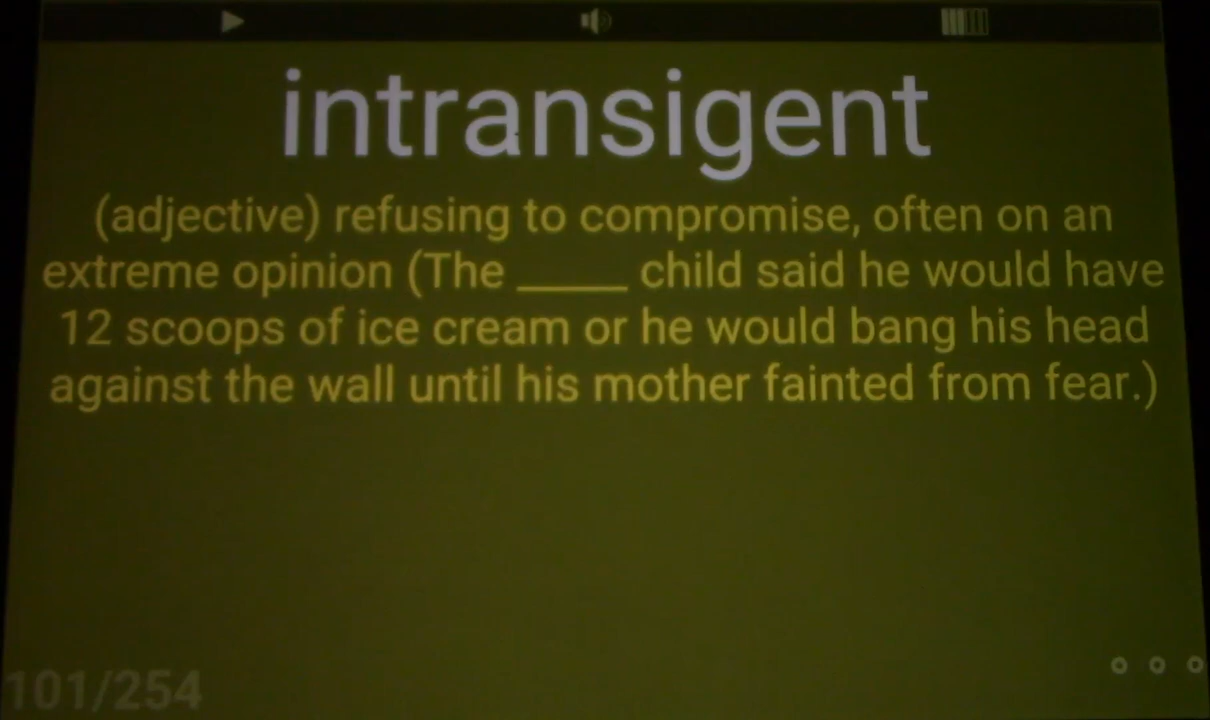 intransigent
(adjective) refusing to compromise, often on an
extreme opinion (The _____ child said he would have
12 scoops of ice cream or he would bang his head
against the wall until his mother fainted from fear.)
101/254